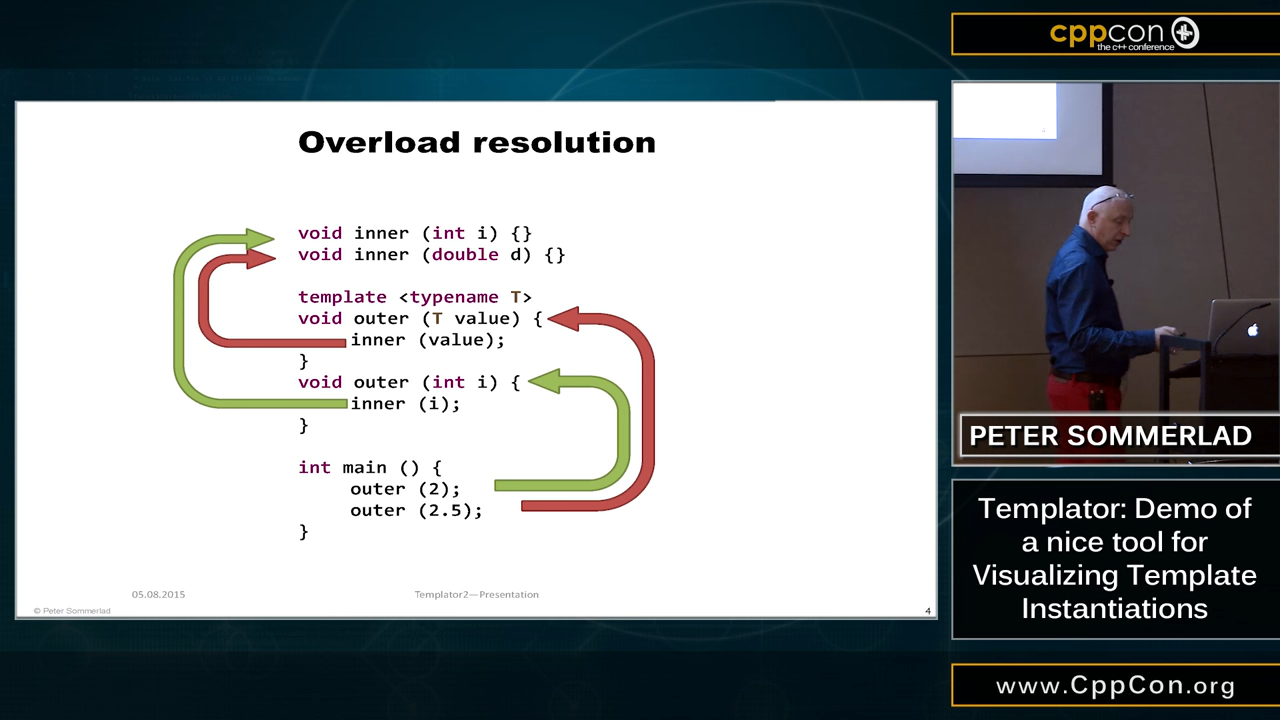 cppcon
the c++ conference
Overload resolution
void inner (int i) {}
void inner (double d) {}
template <typename T>
void outer (T value) {
inner (value);
}
void outer (int i) {
inner (i);
}
int main () {
outer (2);
outer (2.5);
}
05.08.2015
Templator2—Presentation
© Peter Sommerlad
4
PETER SOMMERLAD
Templator: Demo of
a nice tool for
Visualizing Template
Instantiations
www.CppCon.org